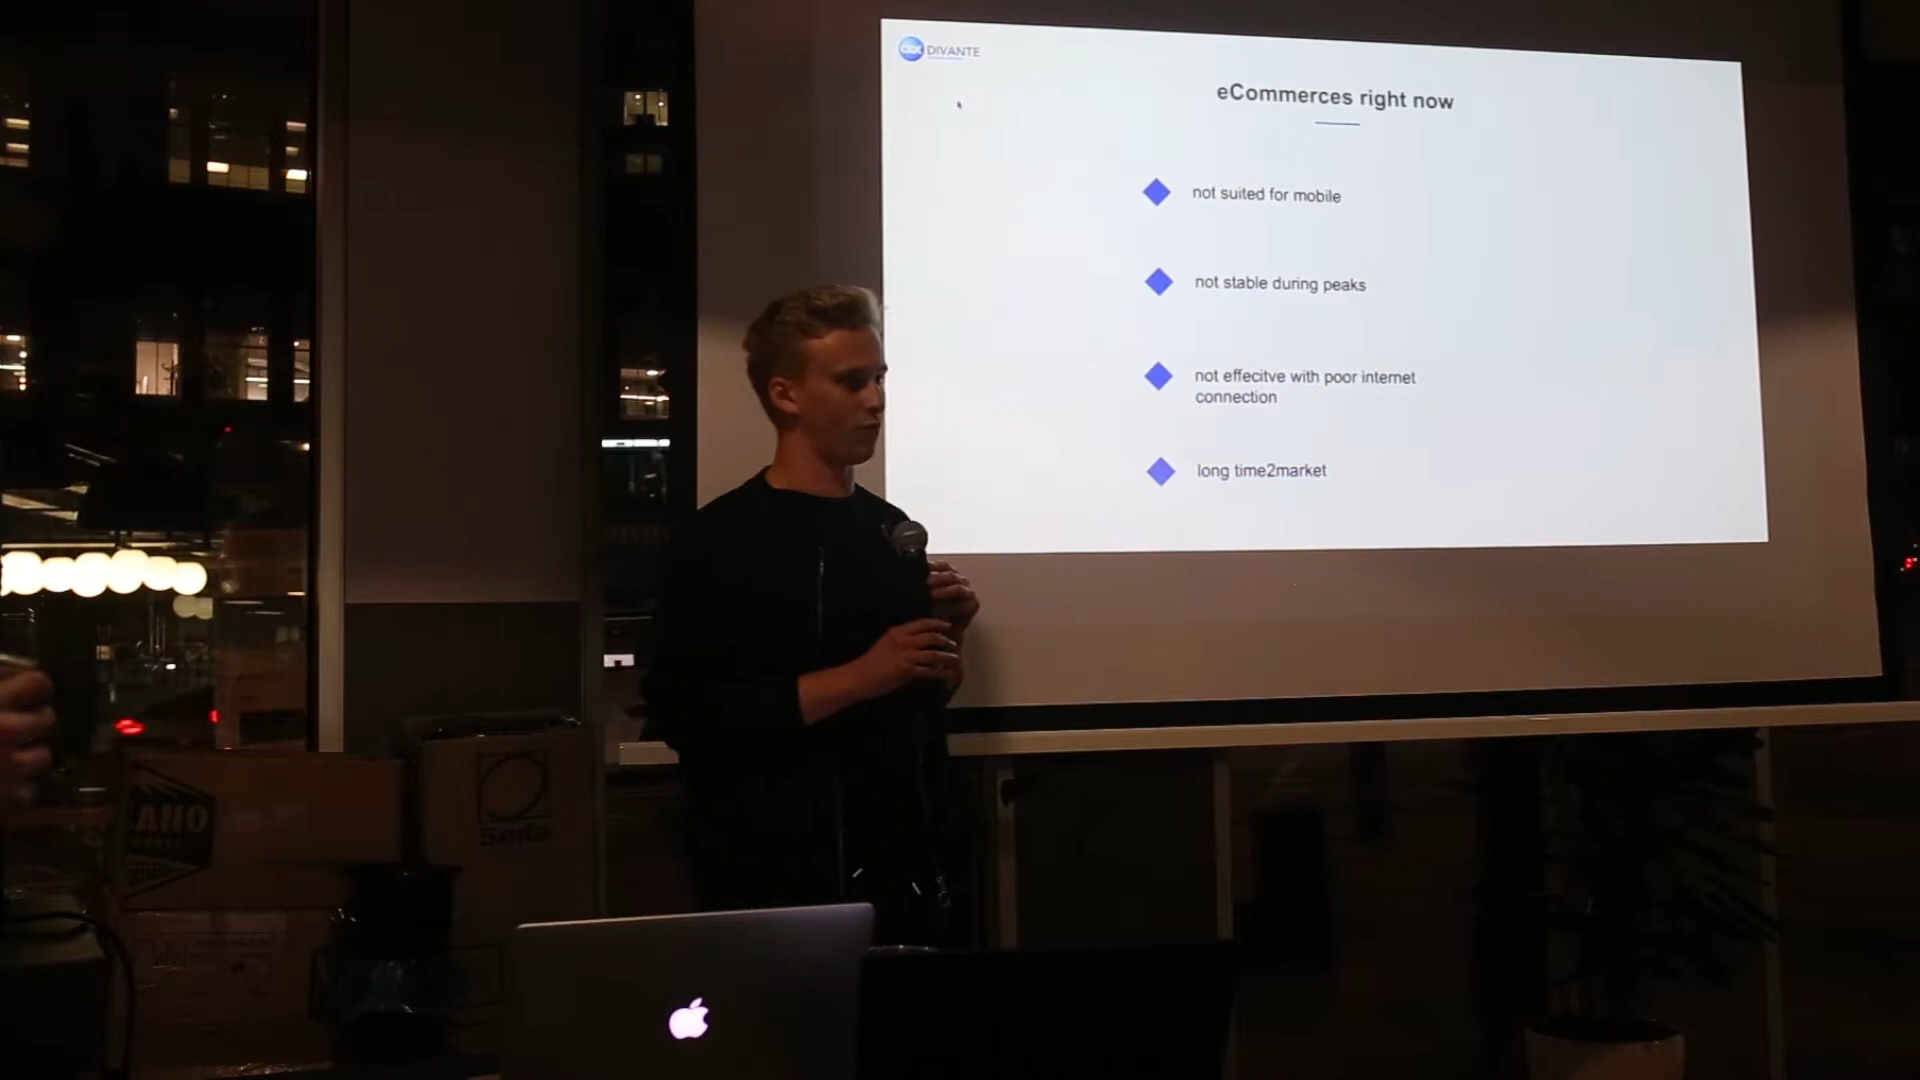 DIVANTE
eCommerces right now
not suited for mobile
not stable during peaks
not effecitve with poor internet
connection
long time2market
Soda